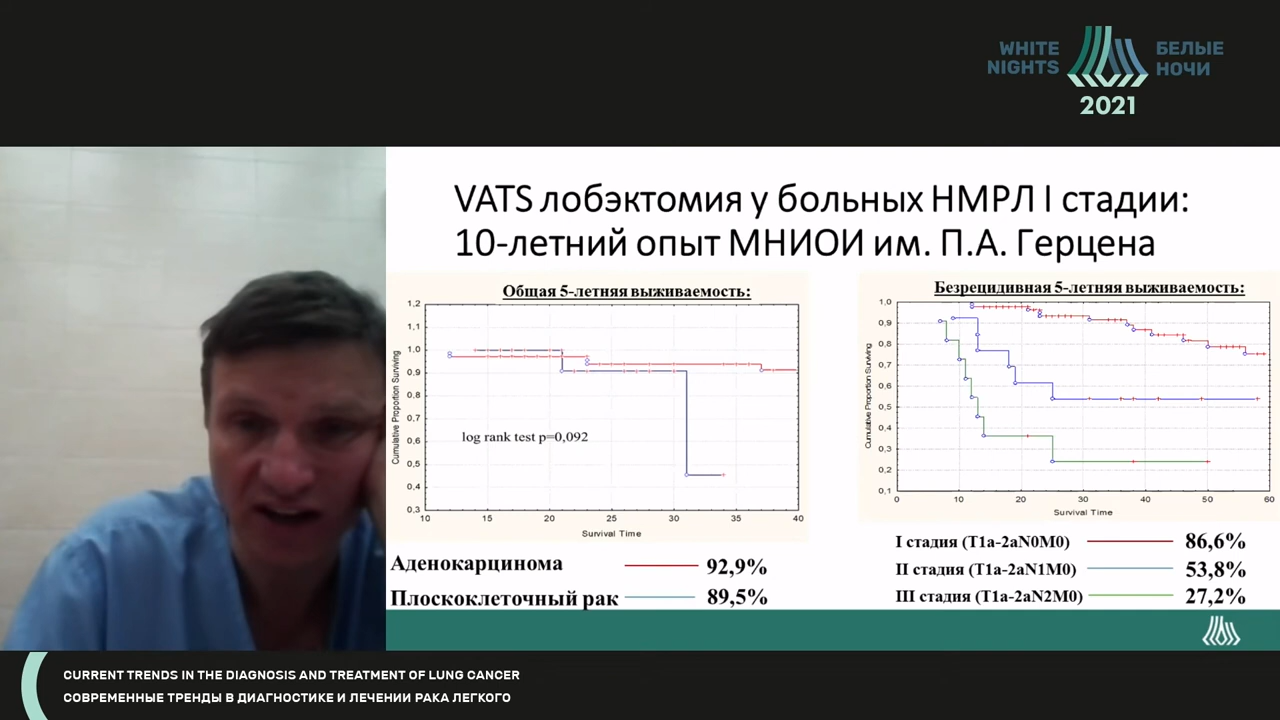 WHITE
NIGHTS
БЕЛЫЕ
НОЧИ
2021
VATS лобэктомия у больных НМРЛ I стадии:
10-летний опыт МНИОИ им. П.А. Герцена
Общая 5-летняя выживаемость:
1,2
1,1
1,0
0,9
0,8
0,7
0,6
0,5
0,4
0,3
Cumulative Proportion Surviving
log rank test p=0,092
10
15
20
25
30
35
40
Survival Time
Аденокарцинома 92,9%
Плоскоклеточный рак 89,5%
Безрецидивная 5-летняя выживаемость:
1,0
0,9
0,8
0,7
0,6
0,5
0,4
0,3
0,2
0,1
Cumulative Proportion Surviving
0
10
20
30
40
50
60
Survival Time
I стадия (T1a-2aN0M0) 86,6%
II стадия (T1a-2aN1M0) 53,8%
III стадия (T1a-2aN2M0) 27,2%
CURRENT TRENDS IN THE DIAGNOSIS AND TREATMENT OF LUNG CANCER
СОВРЕМЕННЫЕ ТРЕНДЫ В ДИАГНОСТИКЕ И ЛЕЧЕНИИ РАКА ЛЕГКОГО